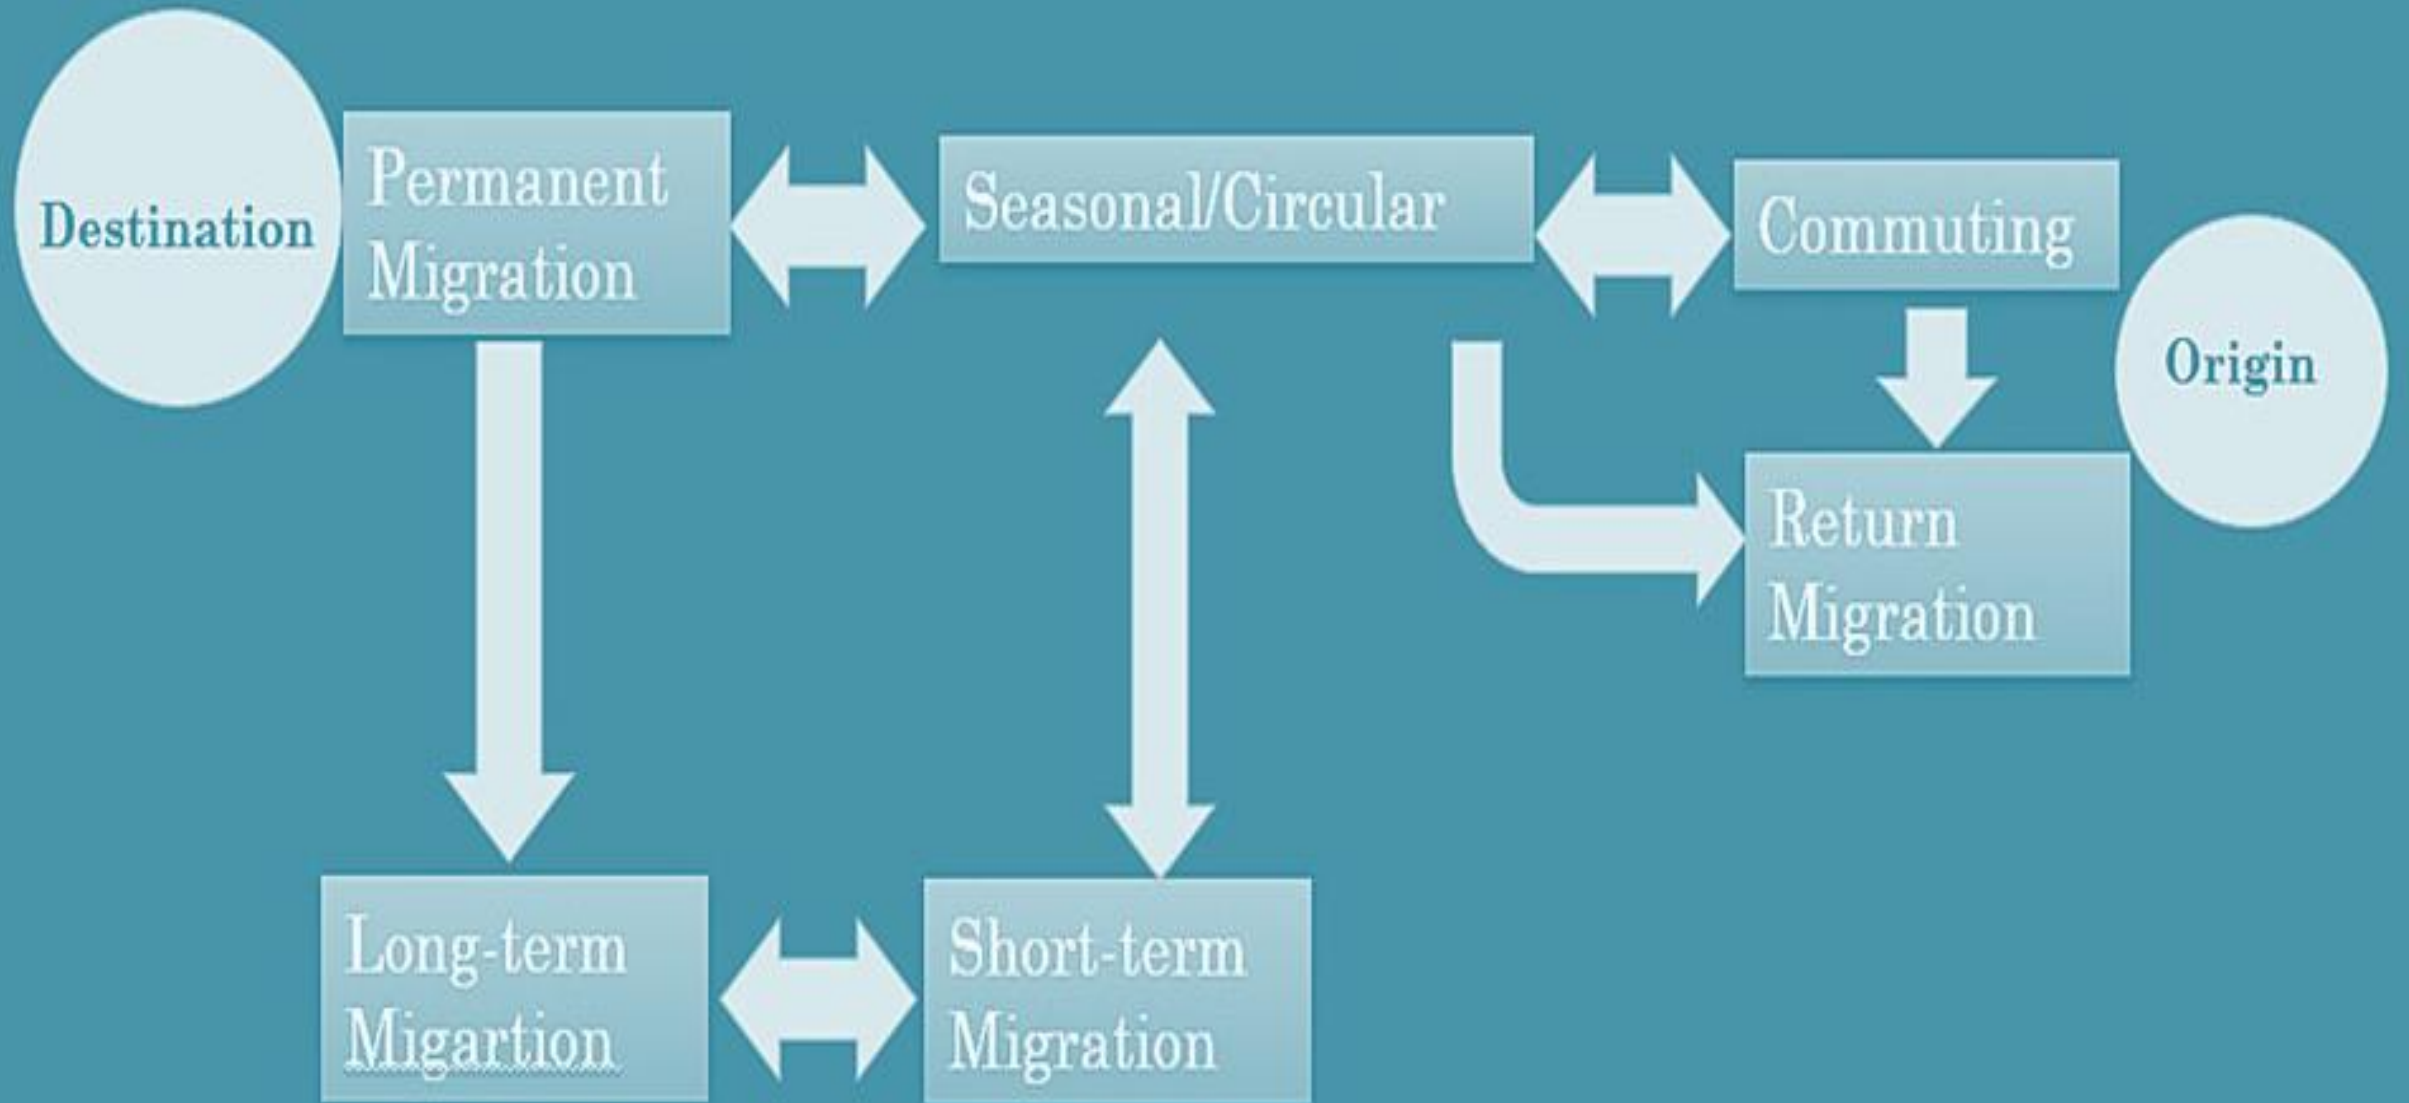 Destination
Permanent
Migration
Seasonal/Circular
Commuting
Origin
Return
Migration
Long-term
Migartion
Short-term
Migration